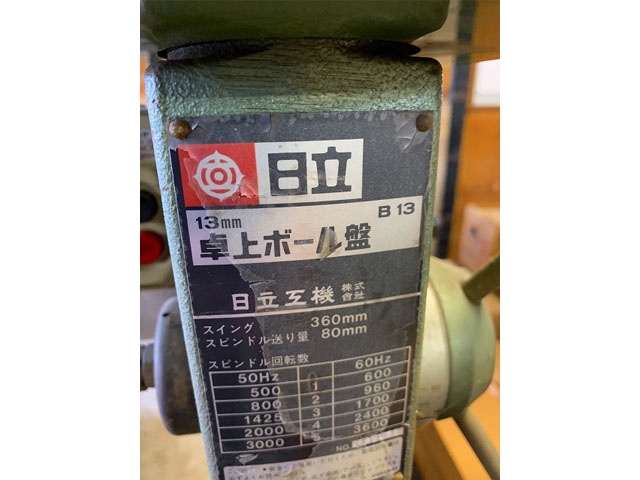 日立
13mm B 13
卓上ボール盤
日立工機 株式会社
スイング 360mm
スピンドル送り量 80mm
スピンドル回転数
50Hz 60Hz
500 1 600
800 2 960
1425 3 1700
2000 4 2400
3000 5 3600
NO.